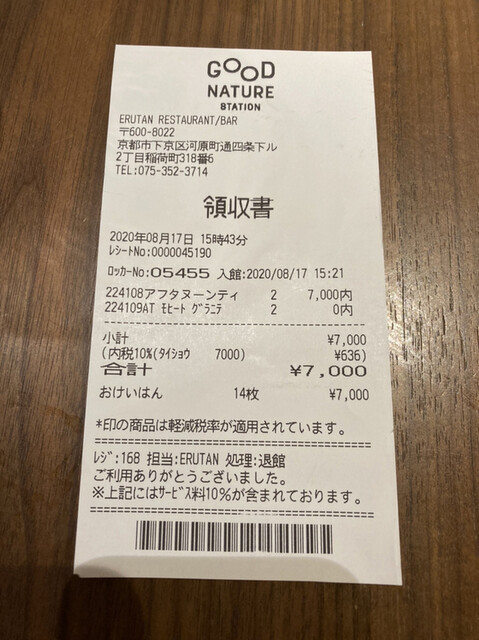 GOOD
NATURE
STATION
ERUTAN RESTAURANT/BAR
〒600-8022
京都市下京区河原町通四条下ル
2丁目稲荷町318番6
TEL:075-352-3714
領収書
2020年08月17日 15時43分
レシートNo:0000045190
ロッカーNo:05455 入館:2020/08/17 15:21
224108アフタヌーンティ 2 7,000内
224109AT モヒート グラニテ 2 0内
小計 ¥7,000
(内税10%(タイショウ 7000) ¥636)
合計 ¥7,000
おけいはん 14枚 ¥7,000
*印の商品は軽減税率が適用されています。
レジ:168 担当:ERUTAN 処理:退館
ご利用ありがとうございました。
※上記にはサービス料10%が含まれております。